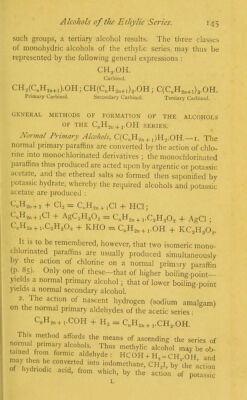 Alcohols of the Ethylic Series. 145
such groups, a tertiary alcohol results. The three classes
of monohydric alcohols of the ethylic series may thus be
represented by the following general expressions :
CH₃.OH.
Carbinol.
CH₂(CₙH₂ₙ₊₁).OH ; CH(CₙH₂ₙ₊₁)₂.OH ; C(CₙH₂ₙ₊₁)₃.OH.
Primary Carbinol. Secondary Carbinol. Tertiary Carbinol.
GENERAL METHODS OF FORMATION OF THE ALCOHOLS
OF THE CₙH₂ₙ₊₁.OH SERIES.
Normal Primary Alcohols, C(CₙH₂ₙ₊₁)H₂.OH.—1. The
normal primary paraffins are converted by the action of chlo-
rine into monochlorinated derivatives ; the monochlorinated
paraffins thus produced are acted upon by argentic or potassic
acetate, and the ethereal salts so formed then saponified by
potassic hydrate, whereby the required alcohols and potassic
acetate are produced :
CₙH₂ₙ₊₂ + Cl₂ = CₙH₂ₙ₊₁Cl + HCl ;
CₙH₂ₙ₊₁Cl + AgC₂H₃O₂ = CₙH₂ₙ₊₁.C₂H₃O₂ + AgCl ;
CₙH₂ₙ₊₁.C₂H₃O₂ + KHO = CₙH₂ₙ₊₁.OH + KC₂H₃O₂.
It is to be remembered, however, that two isomeric mono-
chlorinated paraffins are usually produced simultaneously
by the action of chlorine on a normal primary paraffin
(p. 85). Only one of these—that of higher boiling-point—
yields a normal primary alcohol ; that of lower boiling-point
yields a normal secondary alcohol.
2. The action of nascent hydrogen (sodium amalgam)
on the normal primary aldehydes of the acetic series :
CₙH₂ₙ₊₁.COH + H₂ = CₙH₂ₙ₊₁.CH₂.OH.
This method affords the means of ascending the series of
normal primary alcohols. Thus methylic alcohol may be ob-
tained from formic aldehyde : HCOH + H₂ = CH₃.OH, and
may then be converted into iodomethane, CH₃I, by the action
of hydriodic acid, from which, by the action of potassic
L